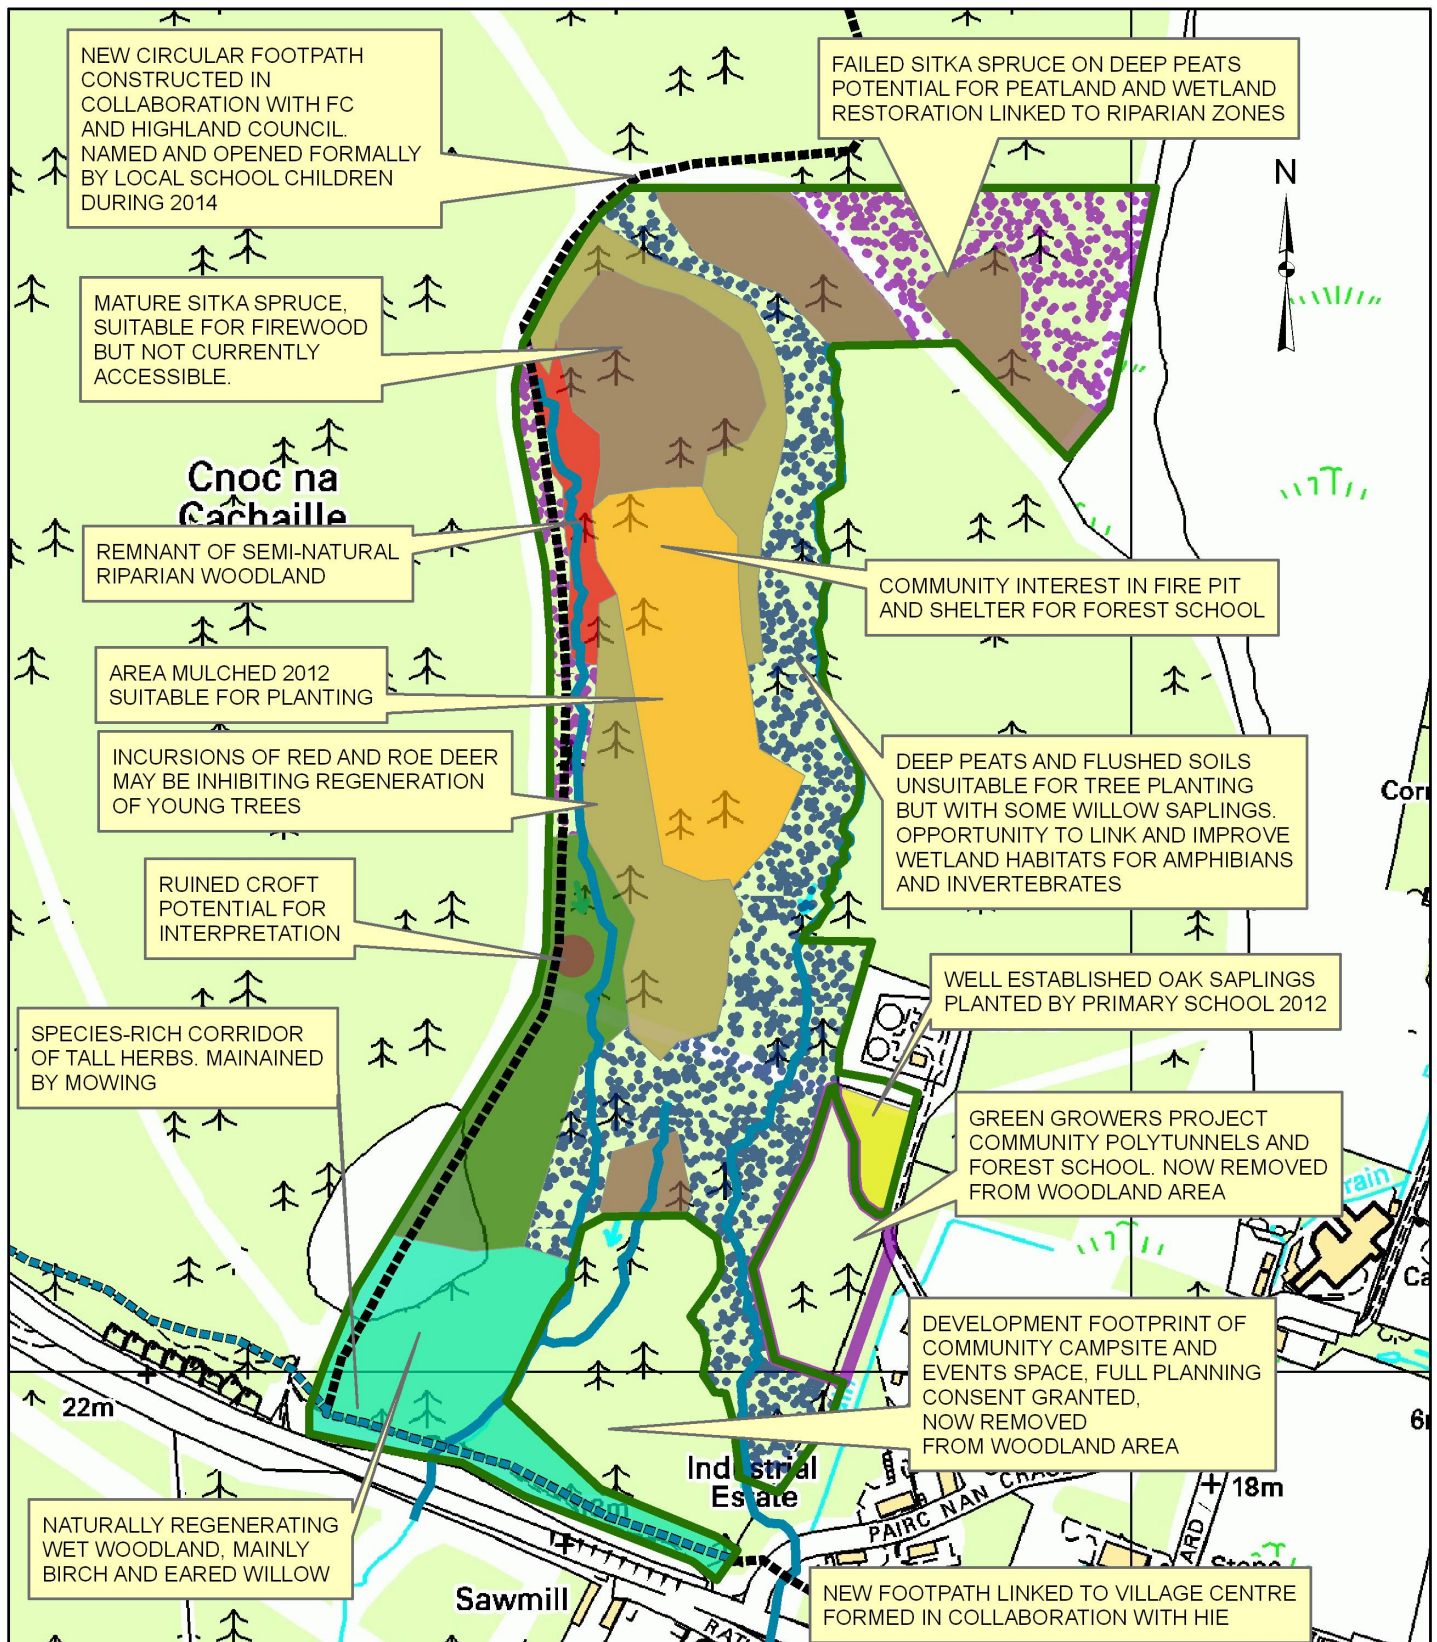 NEW CIRCULAR FOOTPATH
CONSTRUCTED IN
COLLABORATION WITH FC
AND HIGHLAND COUNCIL.
NAMED AND OPENED FORMALLY
BY LOCAL SCHOOL CHILDREN
DURING 2014
FAILED SITKA SPRUCE ON DEEP PEATS
POTENTIAL FOR PEATLAND AND WETLAND
RESTORATION LINKED TO RIPARIAN ZONES
N
MATURE SITKA SPRUCE,
SUITABLE FOR FIREWOOD
BUT NOT CURRENTLY
ACCESSIBLE.
Cnoc na
Cachaille
REMNANT OF SEMI-NATURAL
RIPARIAN WOODLAND
COMMUNITY INTEREST IN FIRE PIT
AND SHELTER FOR FOREST SCHOOL
AREA MULCHED 2012
SUITABLE FOR PLANTING
INCURSIONS OF RED AND ROE DEER
MAY BE INHIBITING REGENERATION
OF YOUNG TREES
DEEP PEATS AND FLUSHED SOILS
UNSUITABLE FOR TREE PLANTING
BUT WITH SOME WILLOW SAPLINGS.
OPPORTUNITY TO LINK AND IMPROVE
WETLAND HABITATS FOR AMPHIBIANS
AND INVERTEBRATES
RUINED CROFT
POTENTIAL FOR
INTERPRETATION
WELL ESTABLISHED OAK SAPLINGS
PLANTED BY PRIMARY SCHOOL 2012
SPECIES-RICH CORRIDOR
OF TALL HERBS. MAINAINED
BY MOWING
GREEN GROWERS PROJECT
COMMUNITY POLYTUNNELS AND
FOREST SCHOOL. NOW REMOVED
FROM WOODLAND AREA
rain
Ca
DEVELOPMENT FOOTPRINT OF
COMMUNITY CAMPSITE AND
EVENTS SPACE, FULL PLANNING
CONSENT GRANTED,
NOW REMOVED
FROM WOODLAND AREA
22m
Industrial
Estate
18m
PAIRC NAN
NATURALLY REGENERATING
WET WOODLAND, MAINLY
BIRCH AND EARED WILLOW
Sawmill
NEW FOOTPATH LINKED TO VILLAGE CENTRE
FORMED IN COLLABORATION WITH HIE